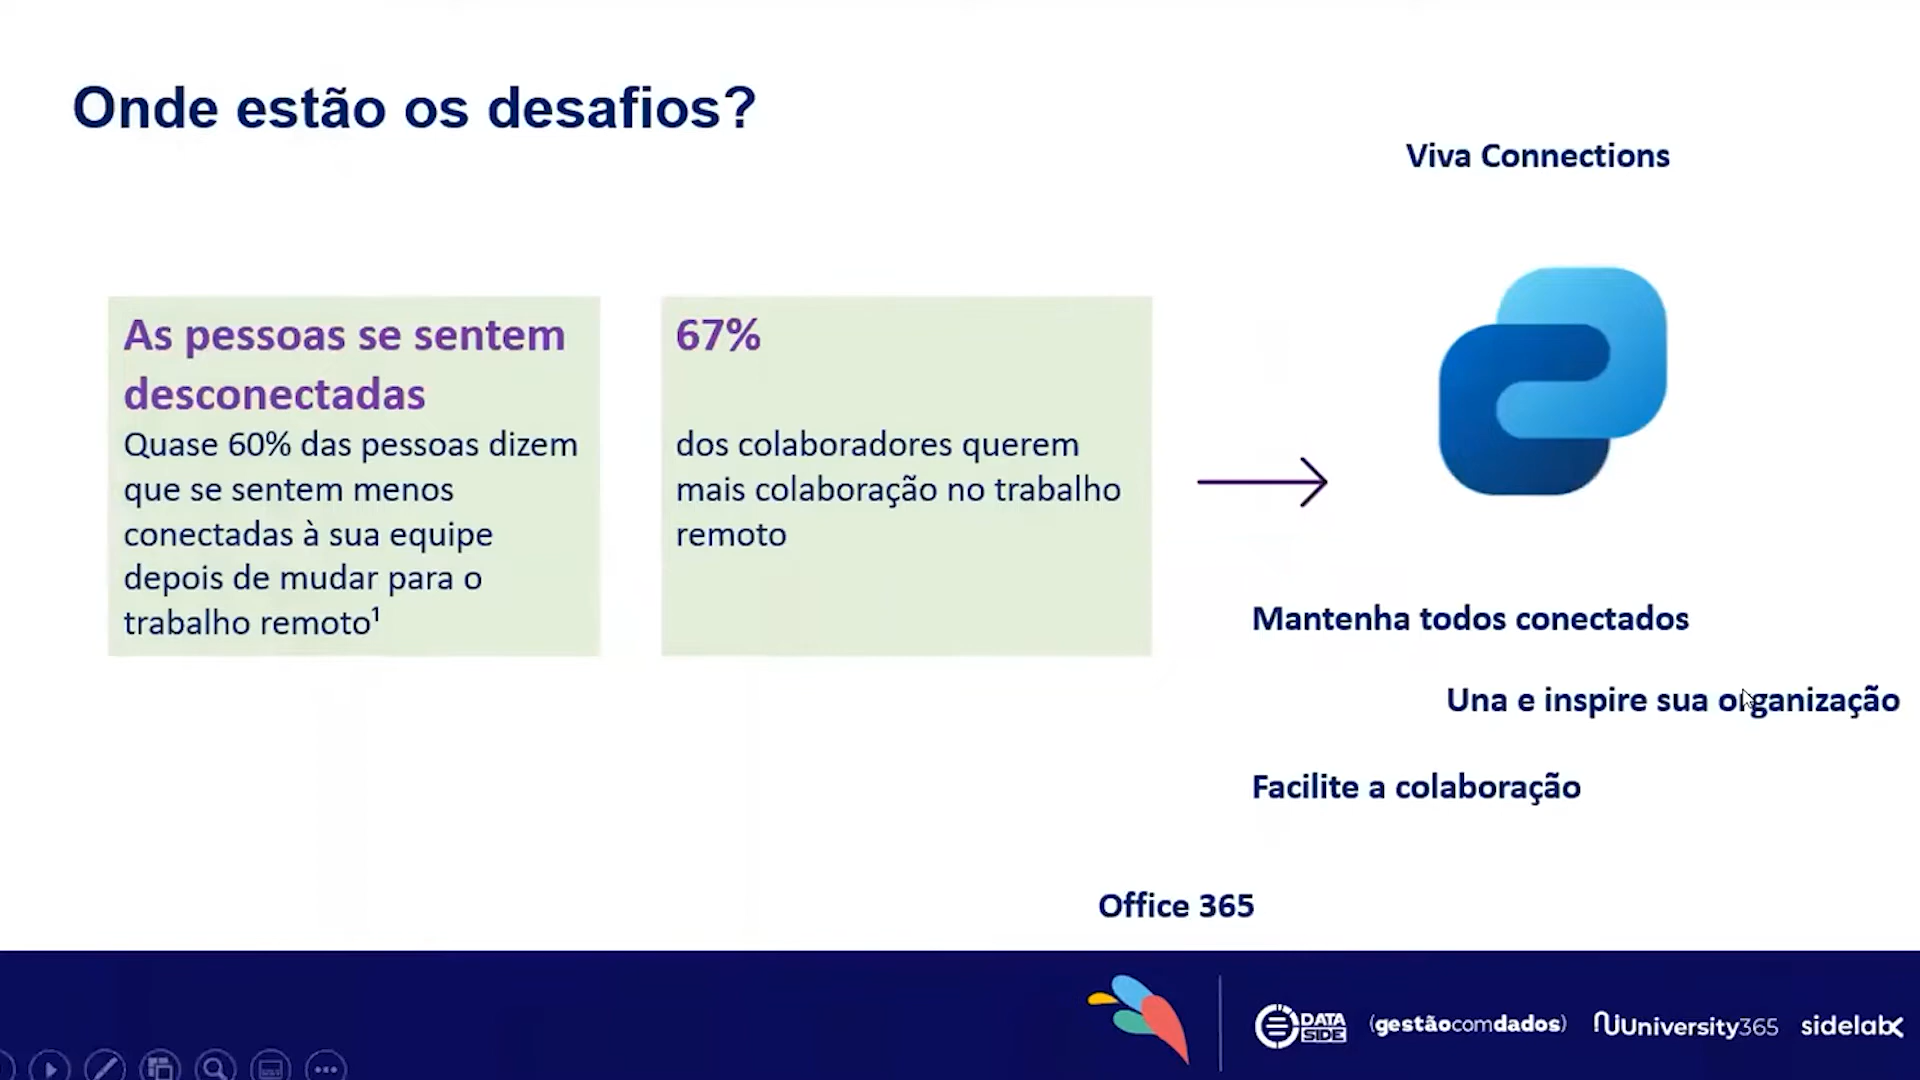 Onde estão os desafios?
Viva Connections
As pessoas se sentem
desconectadas
Quase 60% das pessoas dizem
que se sentem menos
conectadas à sua equipe
depois de mudar para o
trabalho remoto¹
67%
dos colaboradores querem
mais colaboração no trabalho
remoto
Mantenha todos conectados
Una e inspire sua organização
Facilite a colaboração
Office 365
DATA
SIDE
(gestãocomdados)
University365
sidelabx